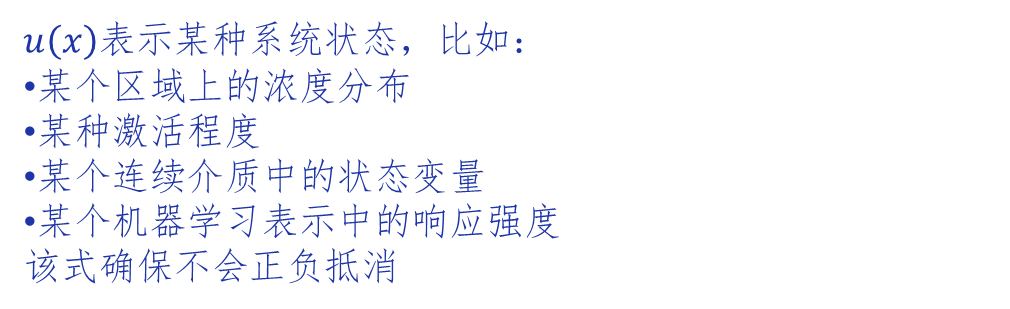 u(x)表示某种系统状态，比如：
•某个区域上的浓度分布
•某种激活程度
•某个连续介质中的状态变量
•某个机器学习表示中的响应强度
该式确保不会正负抵消